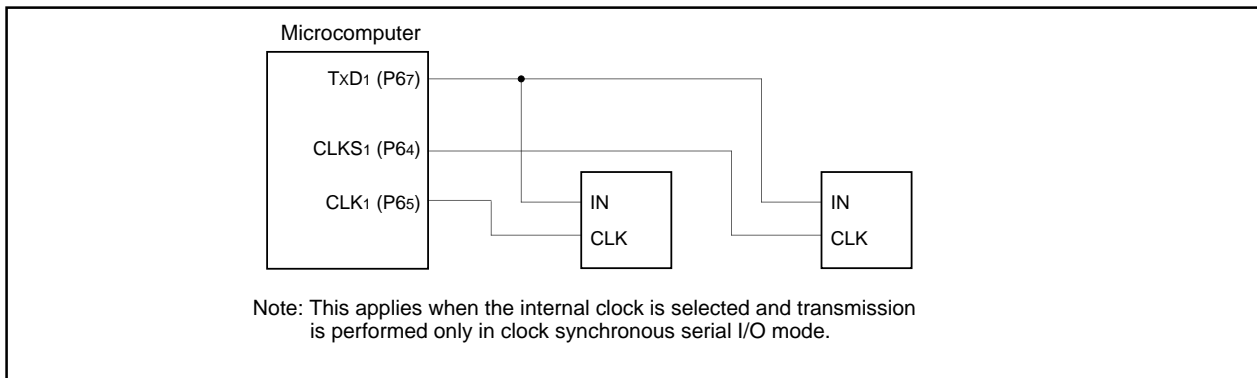 Microcomputer
TXD1 (P67)
CLKS1 (P64)
CLK1 (P65)
IN
CLK
IN
CLK
Note: This applies when the internal clock is selected and transmission
is performed only in clock synchronous serial I/O mode.